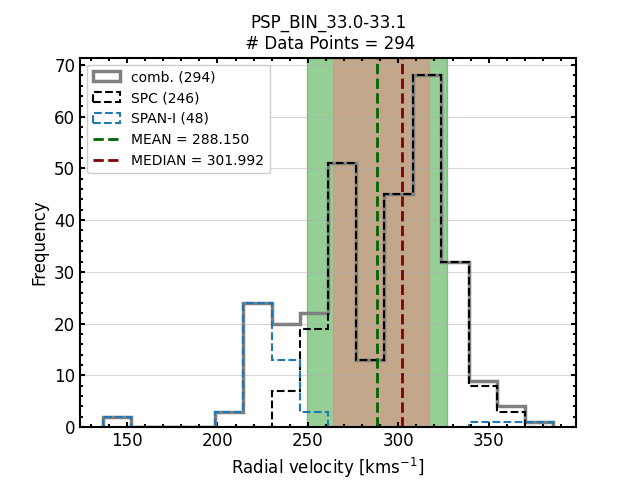 PSP_BIN_33.0-33.1
# Data Points = 294
comb. (294)
SPC (246)
SPAN-I (48)
MEAN = 288.150
MEDIAN = 301.992
Frequency
70
60
50
40
30
20
10
0
150 200 250 300 350
Radial velocity [kms⁻¹]